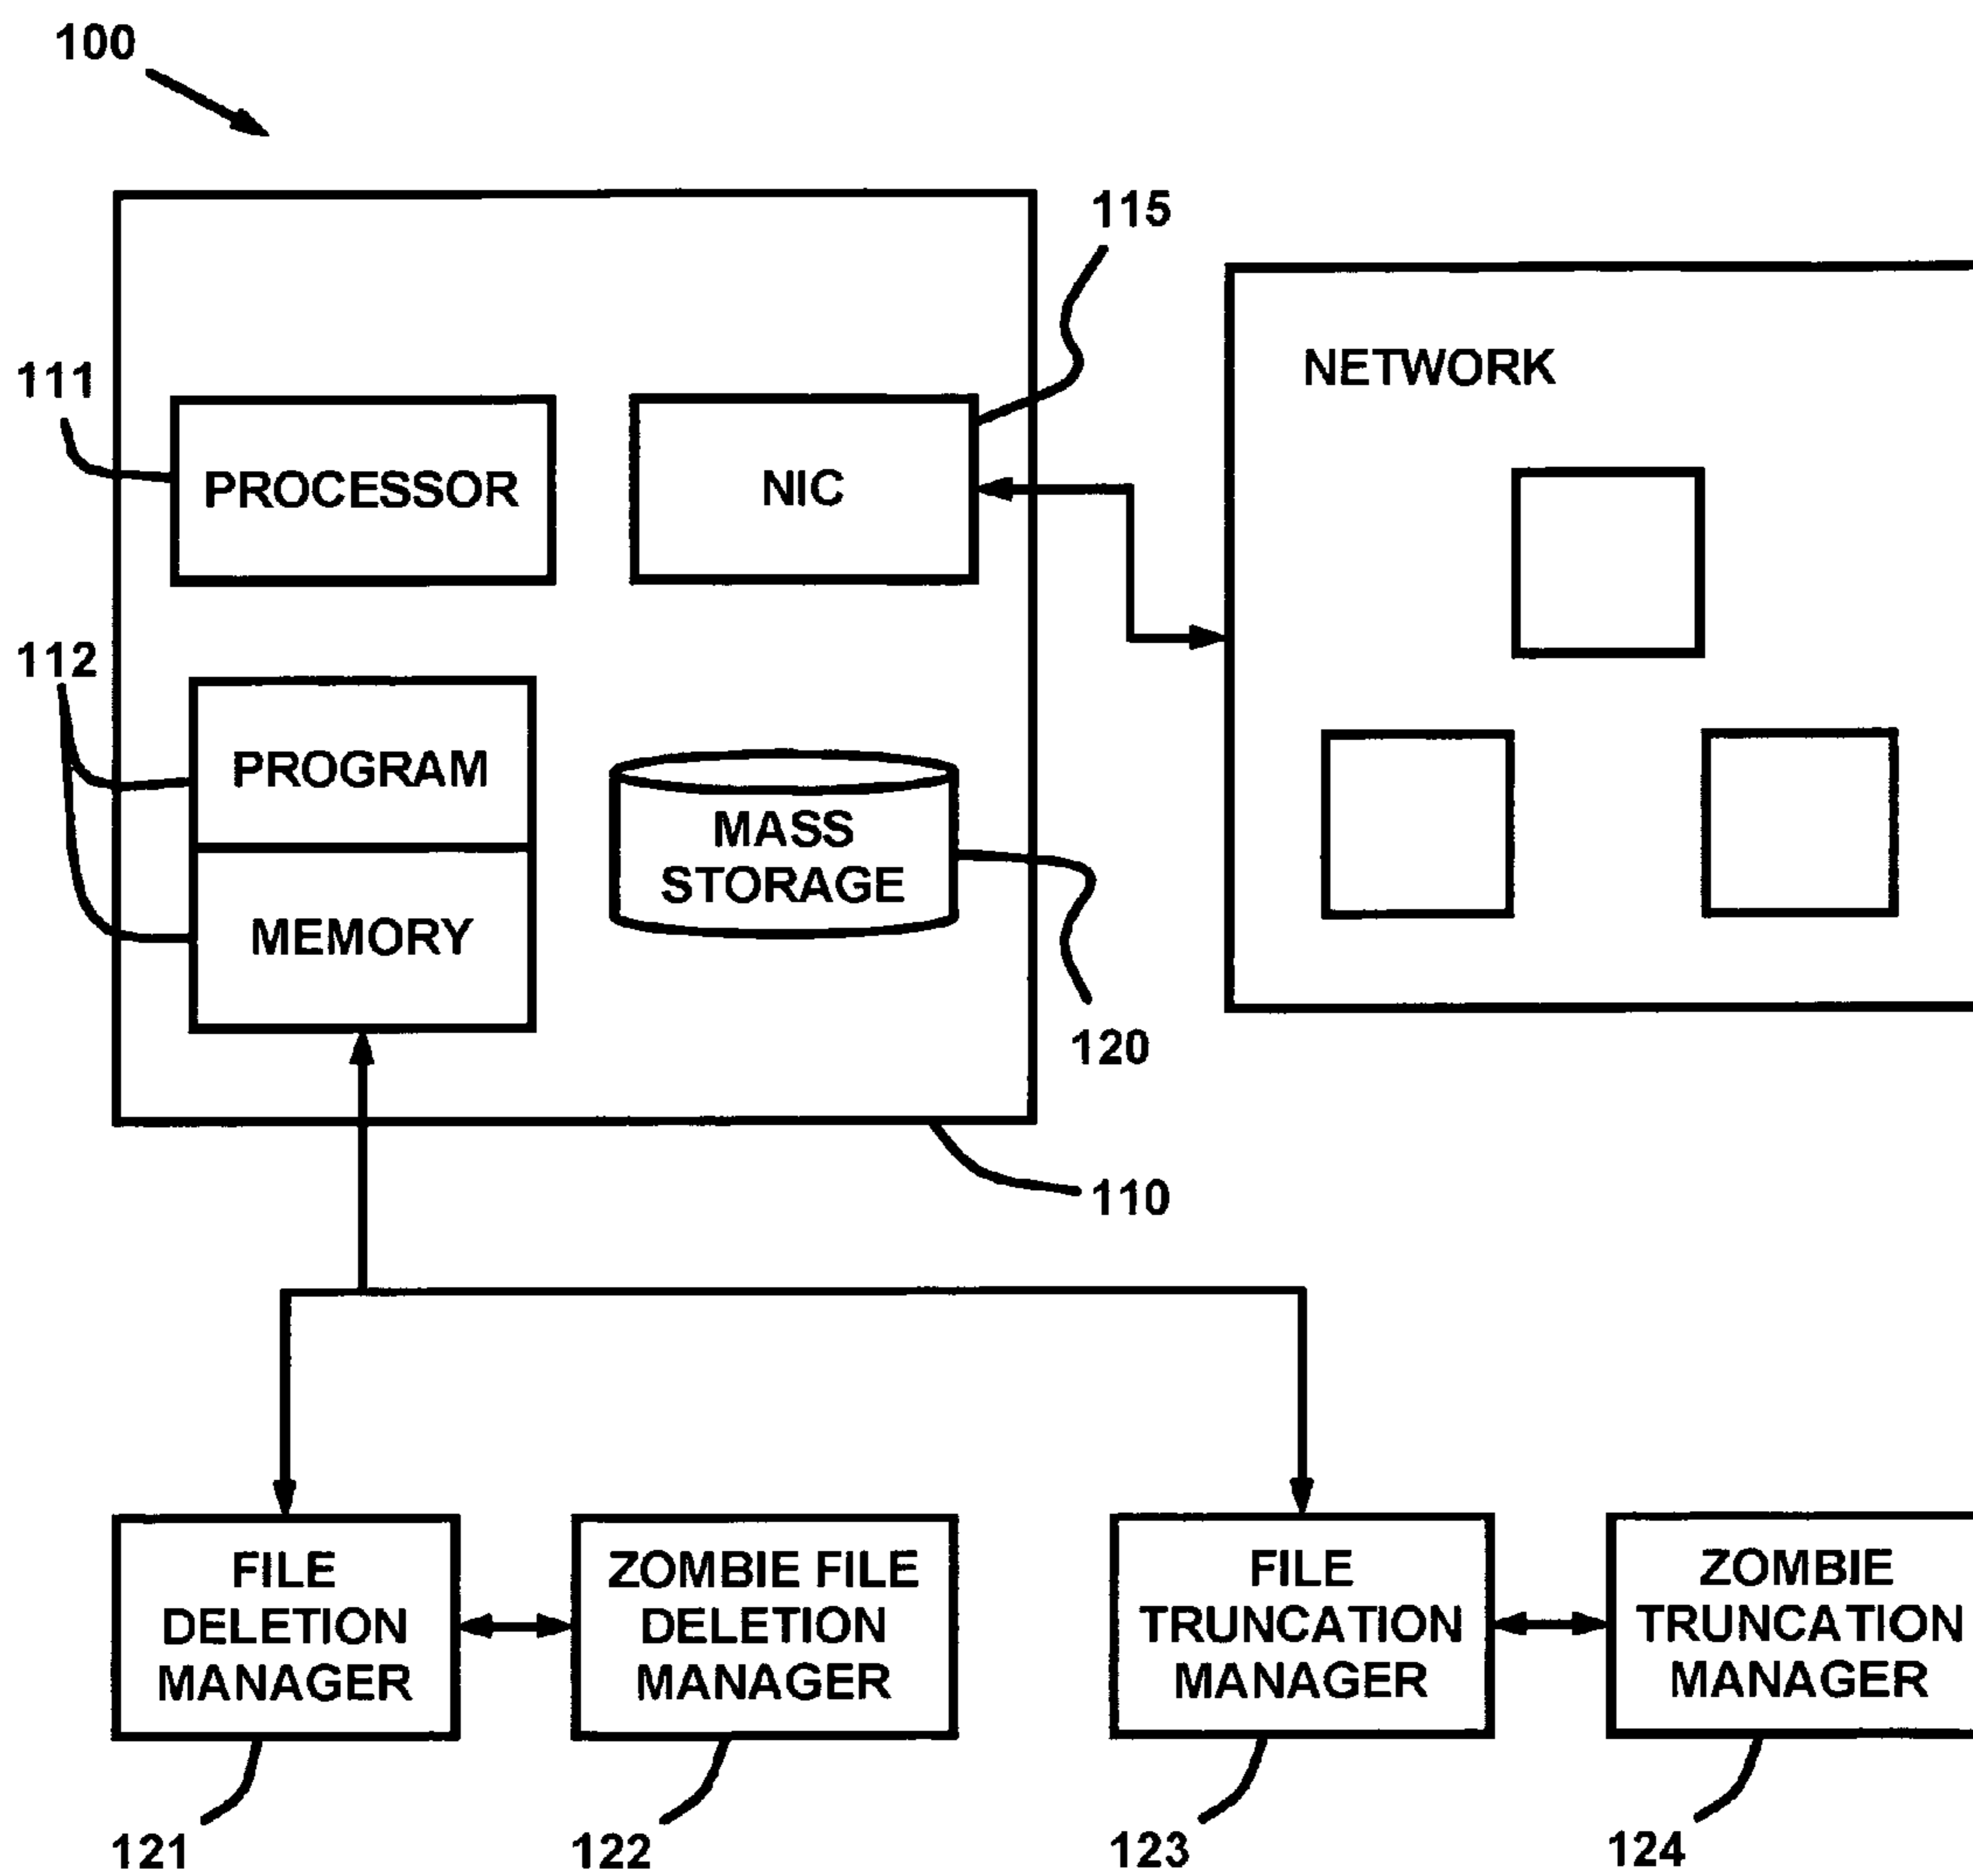 100
115
NETWORK
111
PROCESSOR
NIC
112
PROGRAM
MASS
STORAGE
MEMORY
120
110
FILE
DELETION
MANAGER
ZOMBIE FILE
DELETION
MANAGER
FILE
TRUNCATION
MANAGER
ZOMBIE
TRUNCATION
MANAGER
121
122
123
124